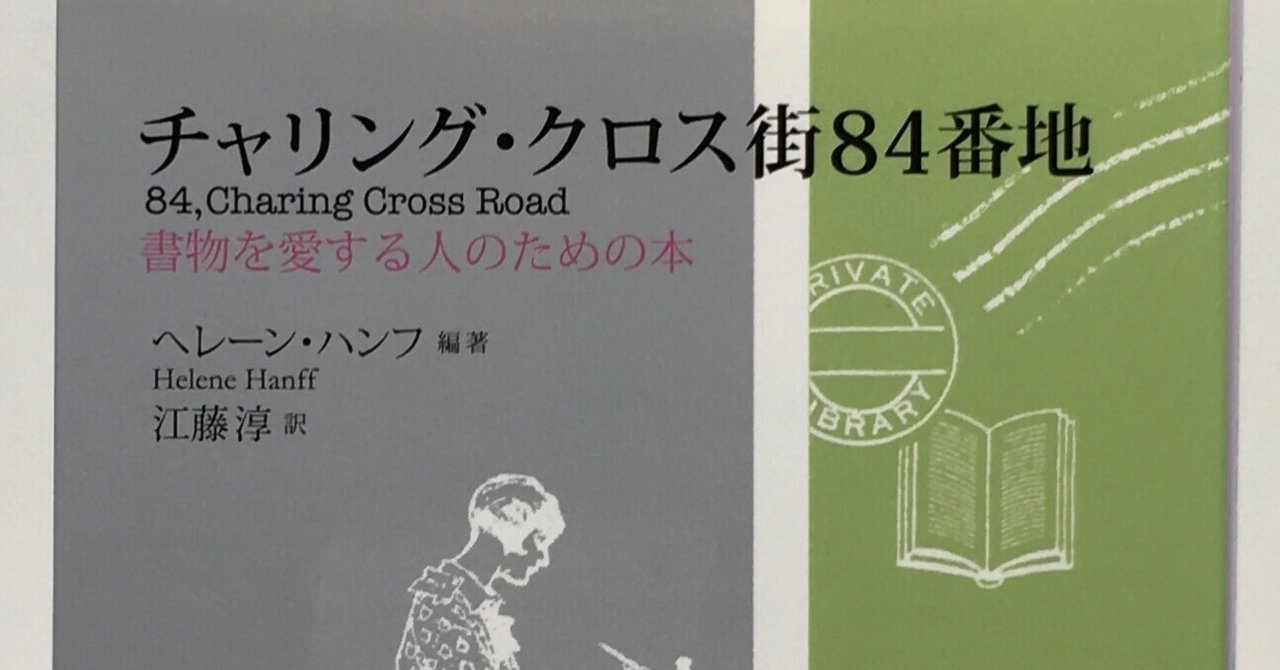 チャリング・クロス街84番地
84,Charing Cross Road
書物を愛する人のための本
ヘレーン・ハンフ 編著
Helene Hanff
江藤淳 訳
PRIVATE
LIBRARY